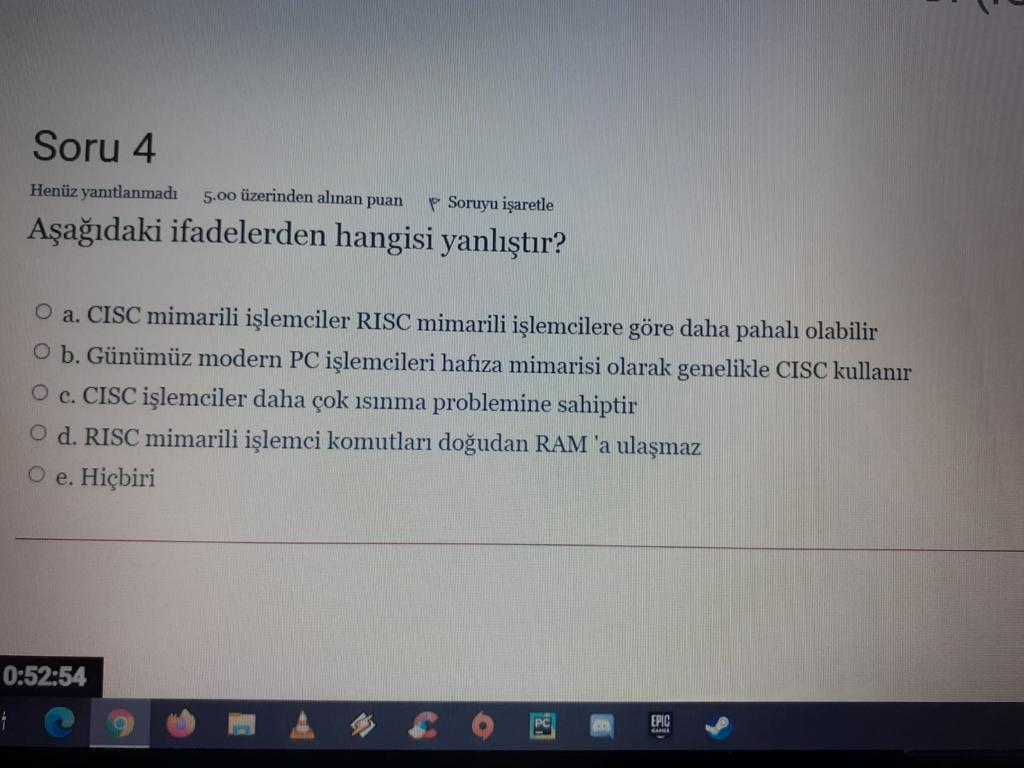 Soru 4
Henüz yanıtlanmadı 5.00 üzerinden alınan puan Soruyu işaretle
Aşağıdaki ifadelerden hangisi yanlıştır?
a. CISC mimarili işlemciler RISC mimarili işlemcilere göre daha pahalı olabilir
b. Günümüz modern PC işlemcileri hafıza mimarisi olarak genelikle CISC kullanır
c. CISC işlemciler daha çok ısınma problemine sahiptir
d. RISC mimarili işlemci komutları doğudan RAM 'a ulaşmaz
e. Hiçbiri
0:52:54
PC
EPIC
GAMES